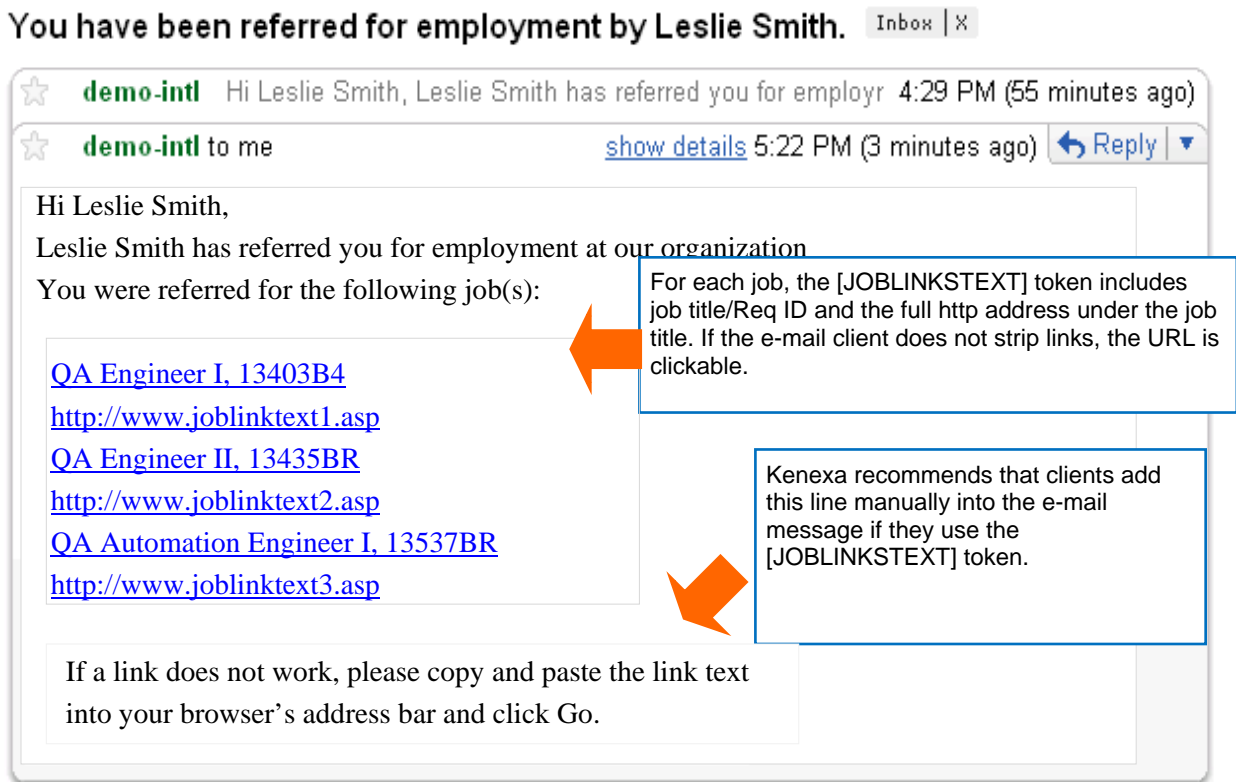 You have been referred for employment by Leslie Smith. Inbox | X
demo-intl Hi Leslie Smith, Leslie Smith has referred you for employr 4:29 PM (55 minutes ago)
demo-intl to me show details 5:22 PM (3 minutes ago) Reply
Hi Leslie Smith,
Leslie Smith has referred you for employment at our organization
You were referred for the following job(s):
For each job, the [JOBLINKSTEXT] token includes
job title/Req ID and the full http address under the job
title. If the e-mail client does not strip links, the URL is
clickable.
QA Engineer I, 13403B4
http://www.joblinktext1.asp
QA Engineer II, 13435BR
http://www.joblinktext2.asp
QA Automation Engineer I, 13537BR
http://www.joblinktext3.asp
Kenexa recommends that clients add
this line manually into the e-mail
message if they use the
[JOBLINKSTEXT] token.
If a link does not work, please copy and paste the link text
into your browser’s address bar and click Go.